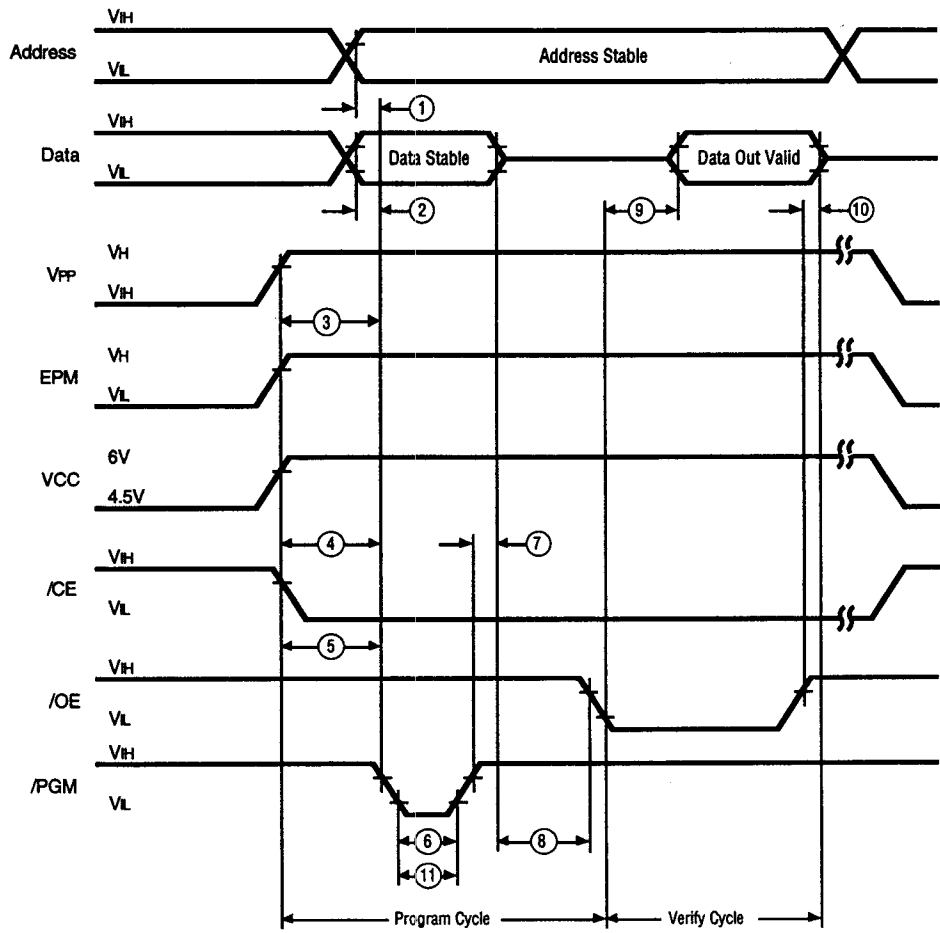 VIH
Address
Address Stable
VIL
1
VIH
Data
Data Stable
Data Out Valid
VIL
2
9
10
VH
VPP
VIH
3
VH
EPM
VIL
6V
VCC
4.5V
4
7
VIH
/CE
VIL
5
VIH
/OE
VIL
VIH
/PGM
VIL
6
8
11
Program Cycle
Verify Cycle